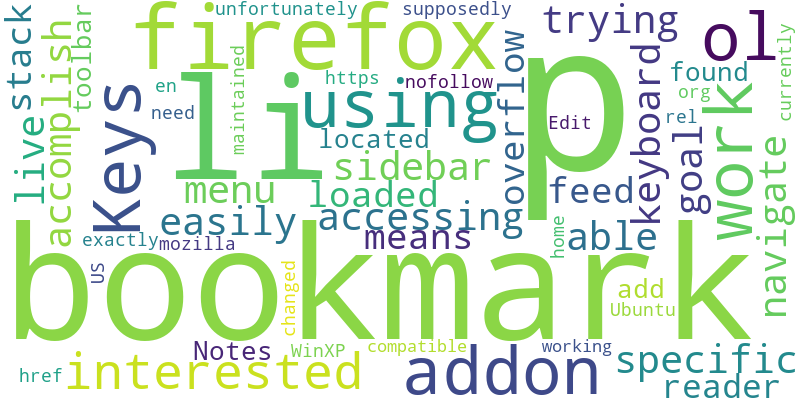 unfortunately
supposedly
firefox
trying
ol
stack
toolbar
accomplish
live
Keys
en
need
maintained
li
https
nofollow
using
overflow
p
Edit
found
org
currently
rel
keyboard
goal
work
navigate
located
sidebar
menu
loaded
feed
easily
accessing
able
home
exactly
mozilla
means
US
bookmark
changed
add
Ubuntu
Notes
WinXP
compatible
working
href
interested
addon
specific
reader